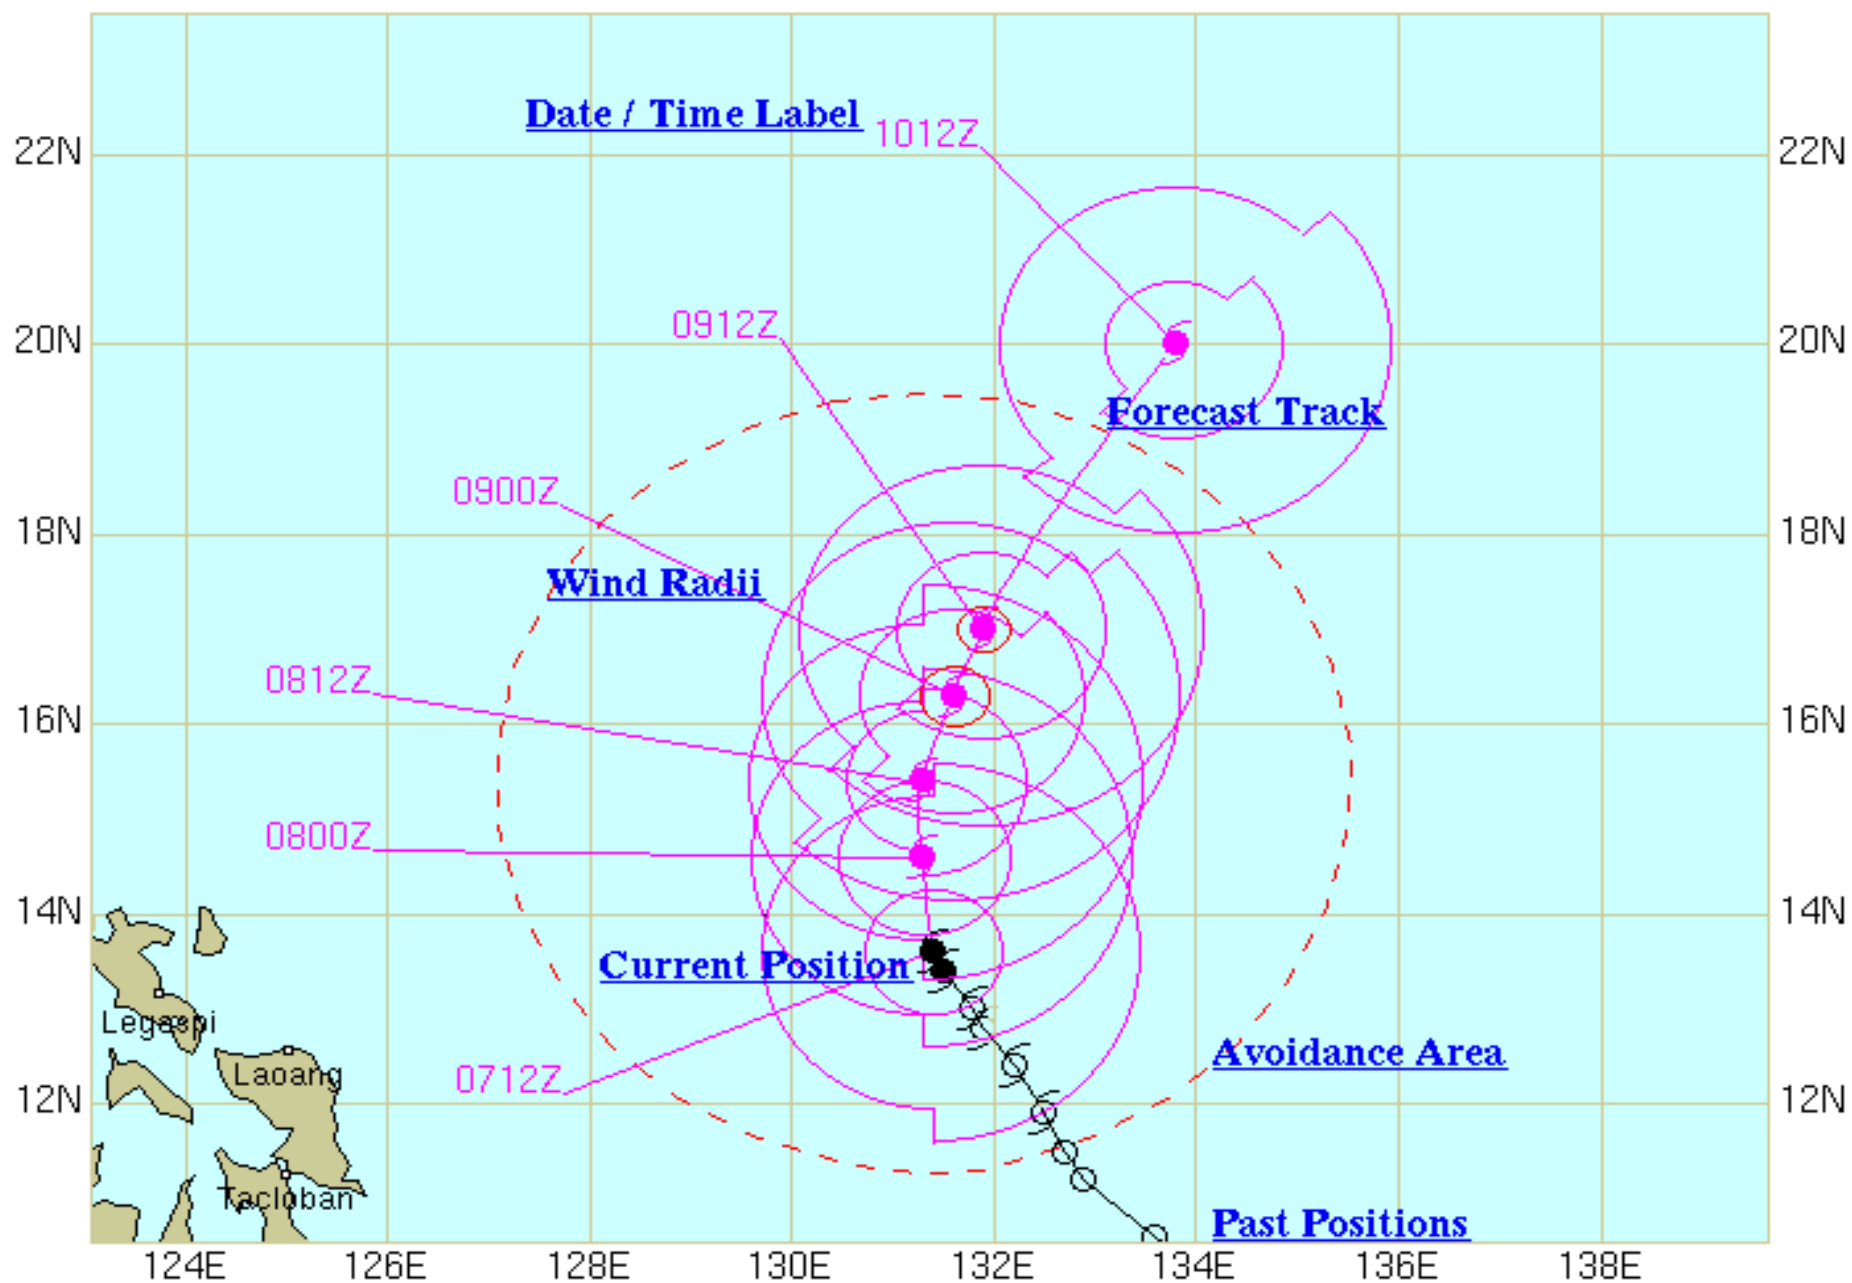 Date / Time Label
1012Z
22N 22N
0912Z
20N 20N
Forecast Track
0900Z
18N 18N
Wind Radii
0812Z
16N 16N
0800Z
14N 14N
Current Position
Legaspi
Avoidance Area
Laoang
0712Z
12N 12N
Tacloban
Past Positions
124E 126E 128E 130E 132E 134E 136E 138E